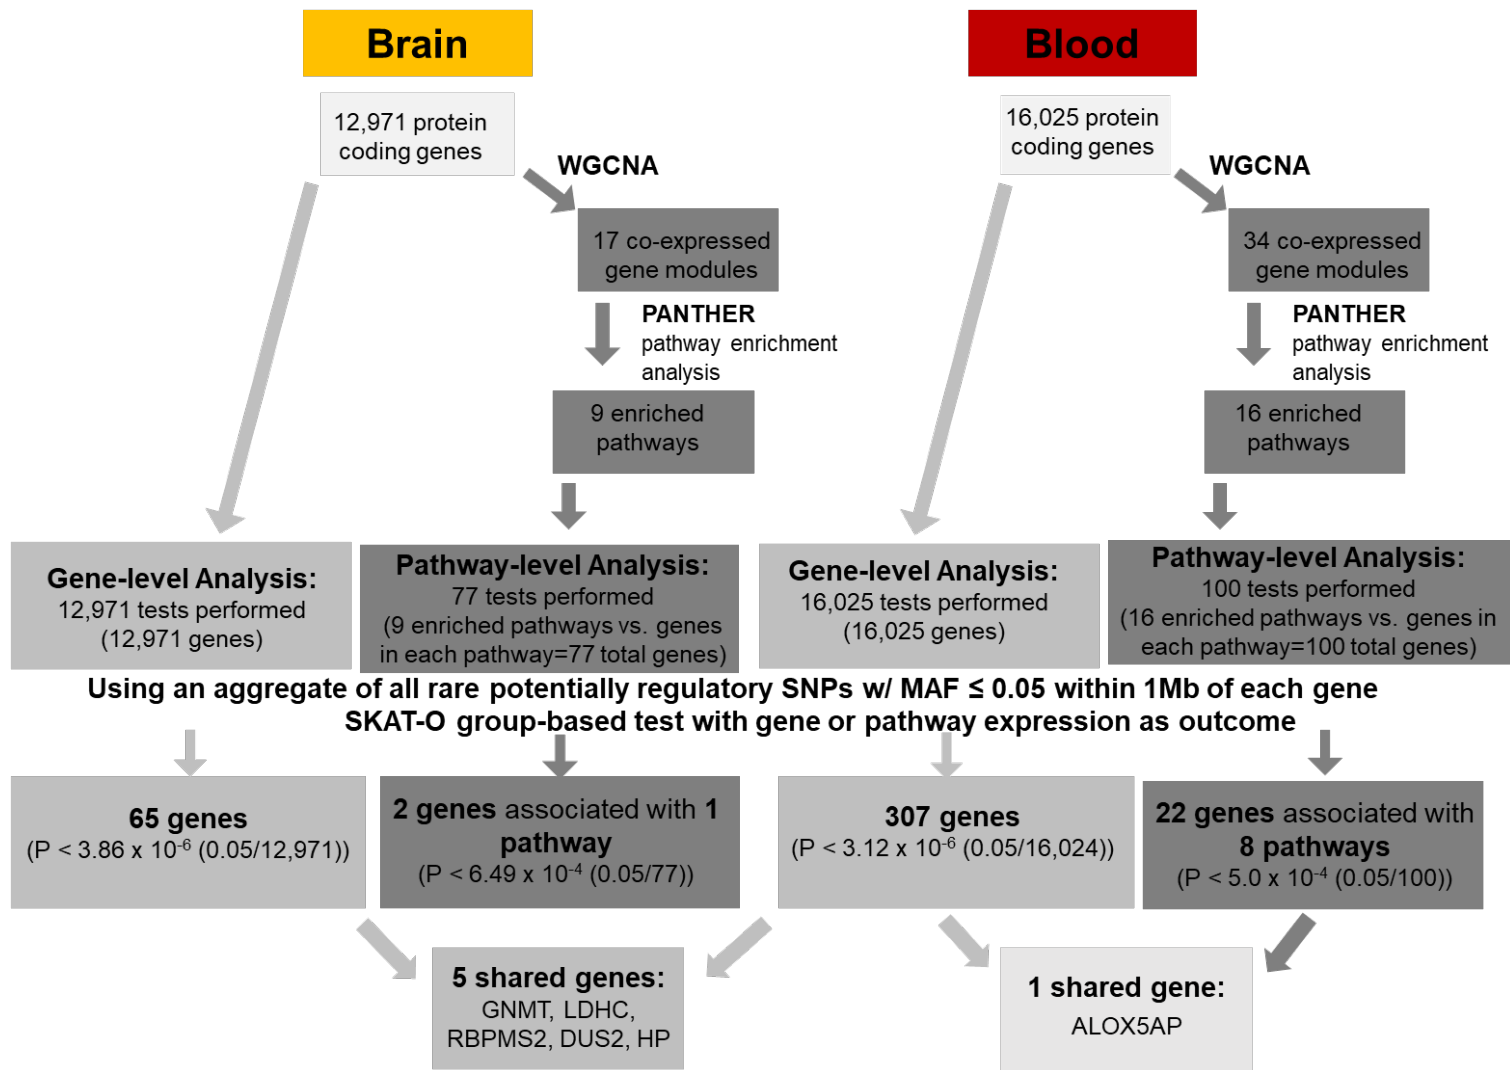 Brain
12,971 protein
coding genes
WGCNA
17 co-expressed
gene modules
PANTHER
pathway enrichment
analysis
9 enriched
pathways
Gene-level Analysis:
12,971 tests performed
(12,971 genes)
Pathway-level Analysis:
77 tests performed
(9 enriched pathways vs. genes
in each pathway=77 total genes)
Blood
16,025 protein
coding genes
WGCNA
34 co-expressed
gene modules
PANTHER
pathway enrichment
analysis
16 enriched
pathways
Gene-level Analysis:
16,025 tests performed
(16,025 genes)
Pathway-level Analysis:
100 tests performed
(16 enriched pathways vs. genes in
each pathway=100 total genes)
Using an aggregate of all rare potentially regulatory SNPs w/ MAF ≤ 0.05 within 1Mb of each gene
SKAT-O group-based test with gene or pathway expression as outcome
65 genes
(P < 3.86 x 10⁻⁶ (0.05/12,971))
2 genes associated with 1
pathway
(P < 6.49 x 10⁻⁴ (0.05/77))
307 genes
(P < 3.12 x 10⁻⁶ (0.05/16,024))
22 genes associated with
8 pathways
(P < 5.0 x 10⁻⁴ (0.05/100))
5 shared genes:
GNMT, LDHC,
RBPMS2, DUS2, HP
1 shared gene:
ALOX5AP